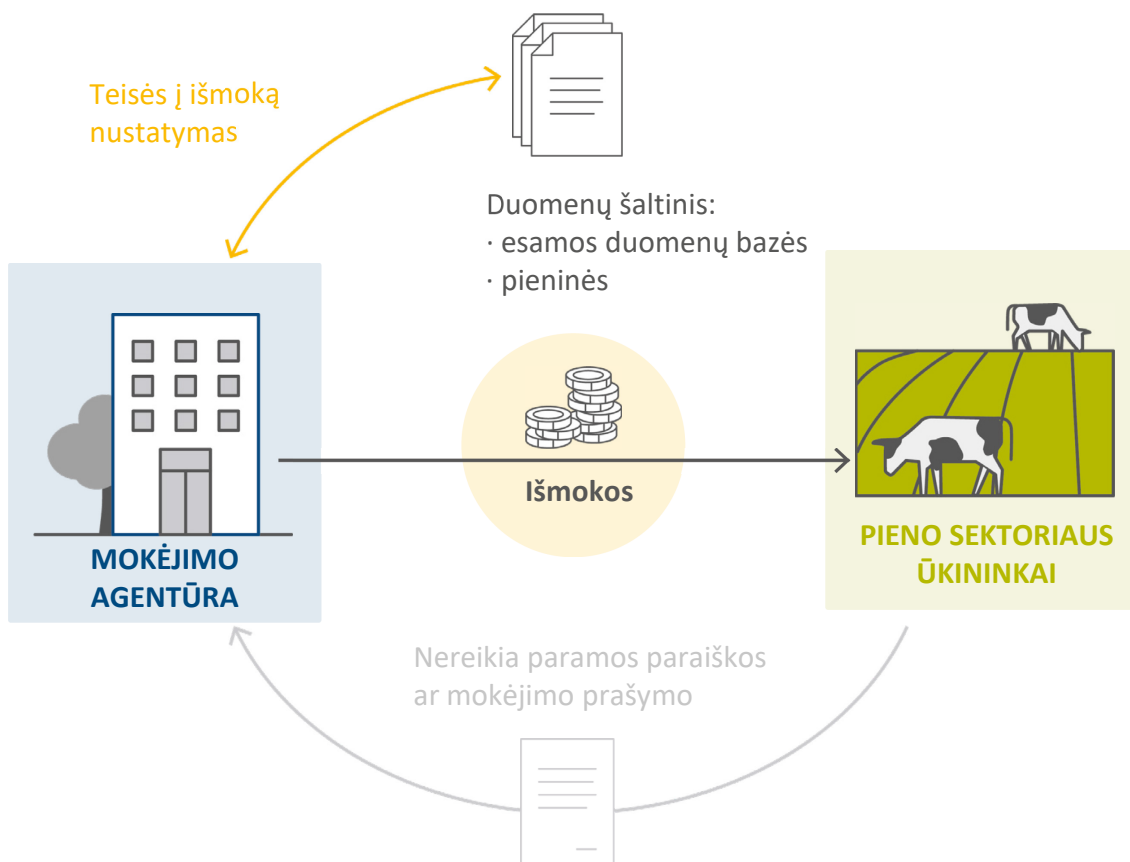 Teisės į išmoką
nustatymas
Duomenų šaltinis:
· esamos duomenų bazės
· pieninės
Išmokos
MOKĖJIMO
AGENTŪRA
PIENO SEKTORIAUS
ŪKININKAI
Nereikia paramos paraiškos
ar mokėjimo prašymo